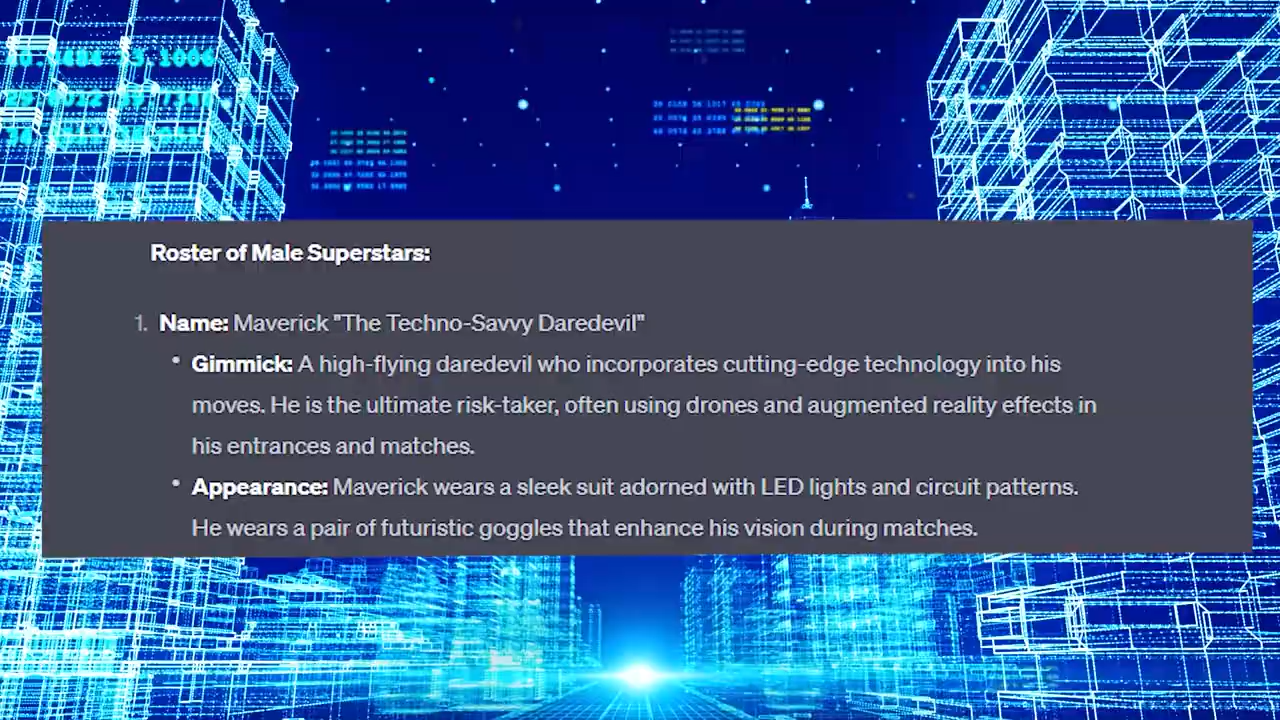 Roster of Male Superstars:
1. Name: Maverick "The Techno-Savvy Daredevil"
• Gimmick: A high-flying daredevil who incorporates cutting-edge technology into his
moves. He is the ultimate risk-taker, often using drones and augmented reality effects in
his entrances and matches.
• Appearance: Maverick wears a sleek suit adorned with LED lights and circuit patterns.
He wears a pair of futuristic goggles that enhance his vision during matches.